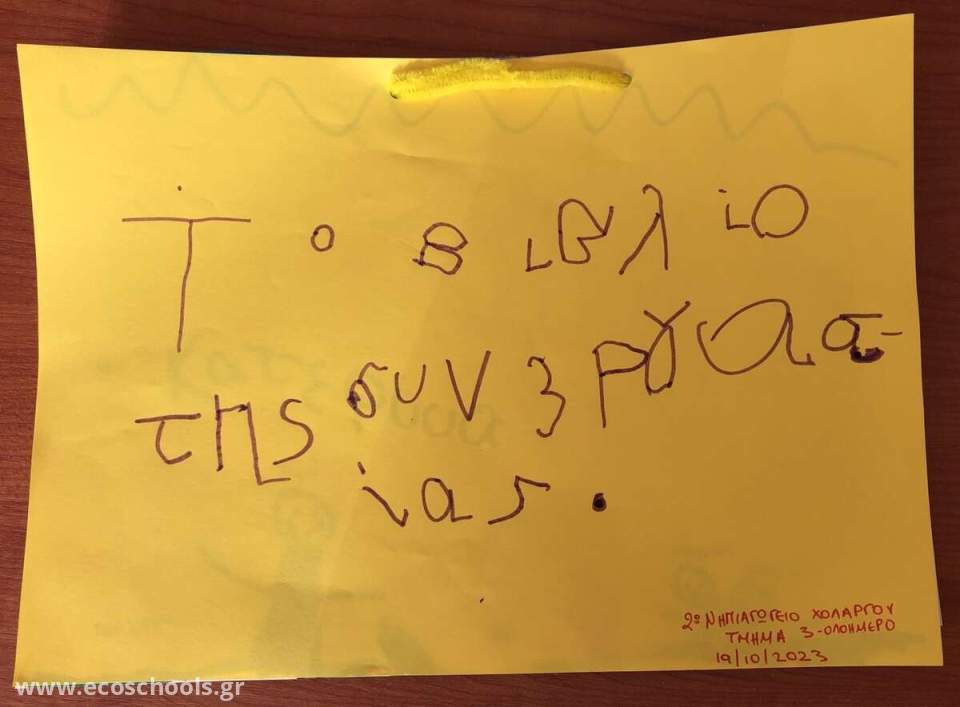 Το βιβλίο
της συνεργασ-
ίας.
2ο ΝΗΠΙΑΓΩΓΕΙΟ ΧΟΛΑΡΓΟΥ
ΤΜΗΜΑ 3-ΟΛΟΗΜΕΡΟ
19/10/2023
www.ecoschools.gr